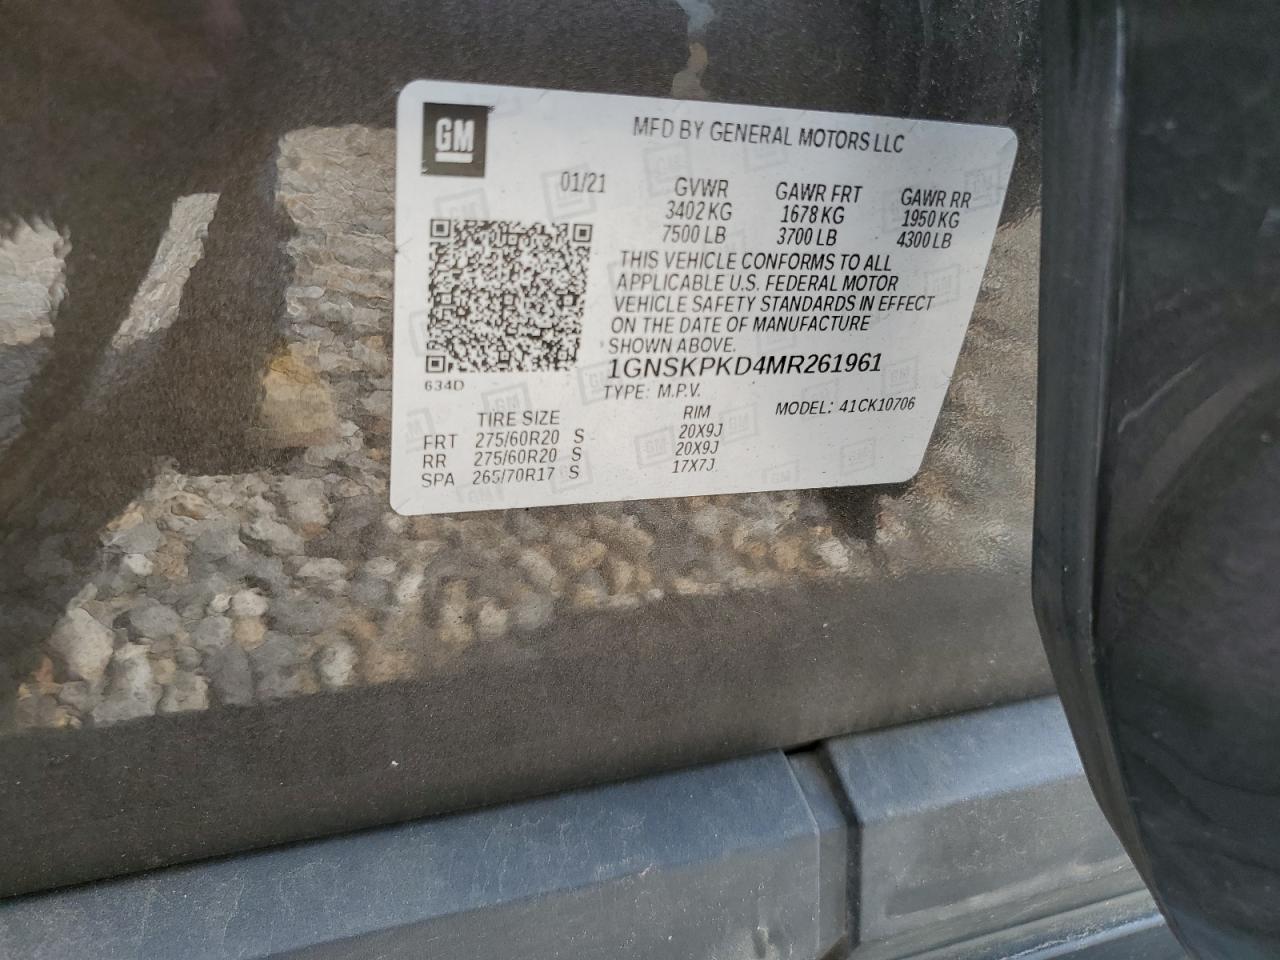 GM
MFD BY GENERAL MOTORS LLC
01/21 GVWR GAWR FRT GAWR RR
3402 KG 1678 KG 1950 KG
7500 LB 3700 LB 4300 LB
THIS VEHICLE CONFORMS TO ALL
APPLICABLE U.S. FEDERAL MOTOR
VEHICLE SAFETY STANDARDS IN EFFECT
ON THE DATE OF MANUFACTURE
SHOWN ABOVE.
1GNSKPKD4MR261961
634D
TYPE: M.P.V.
MODEL: 41CK10706
TIRE SIZE RIM
FRT 275/60R20 S 20X9J
RR 275/60R20 S 20X9J
SPA 265/70R17 S 17X7J